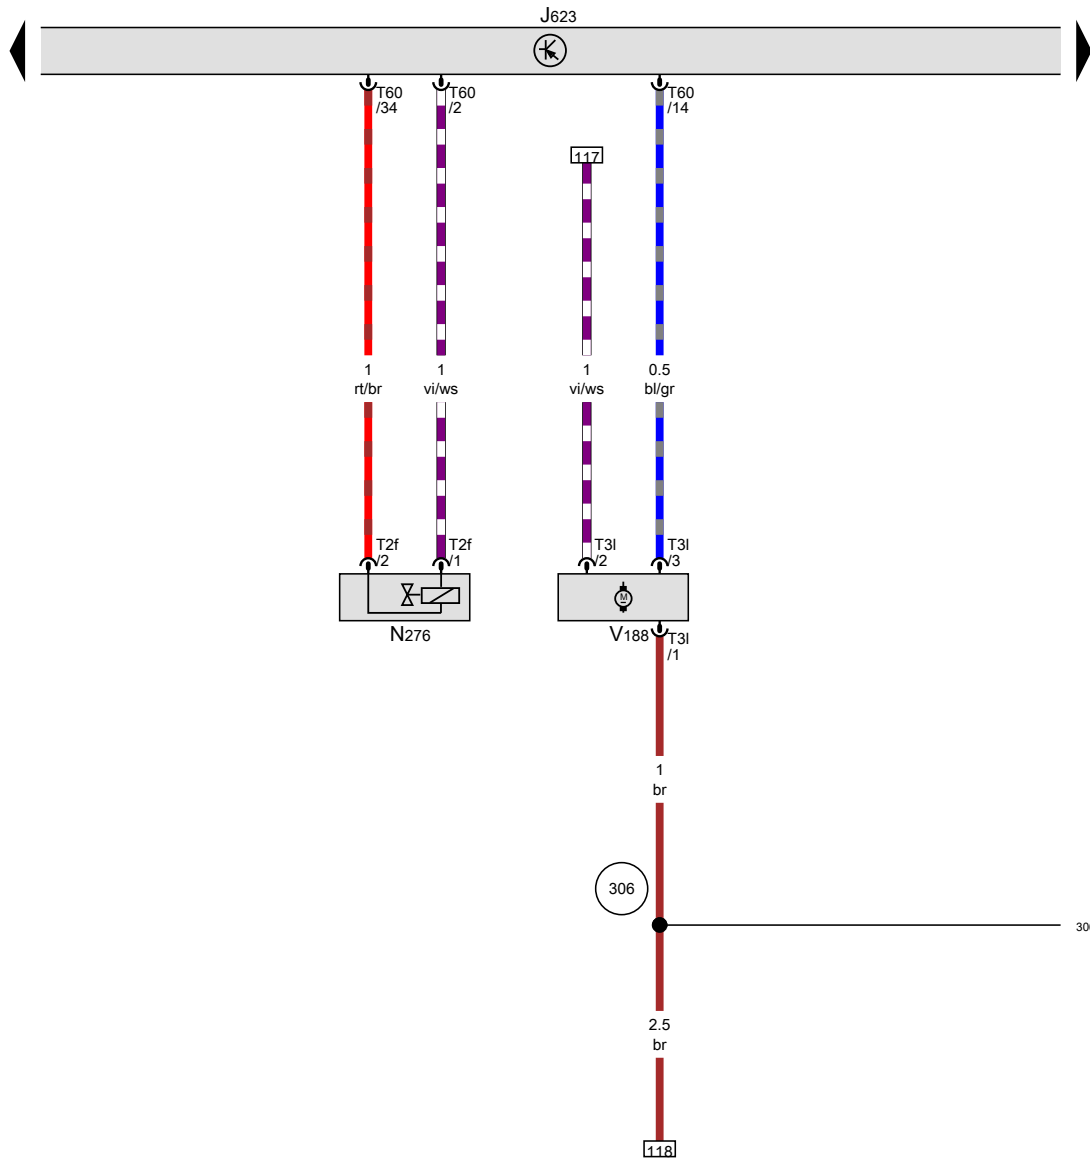 J623
T60
/34
T60
/2
T60
/14
117
1
rt/br
1
vi/ws
1
vi/ws
0.5
bl/gr
T2f
/2
T2f
/1
T3l
/2
T3l
/3
M
N276
V188
T3l
/1
1
br
306
2.5
br
118